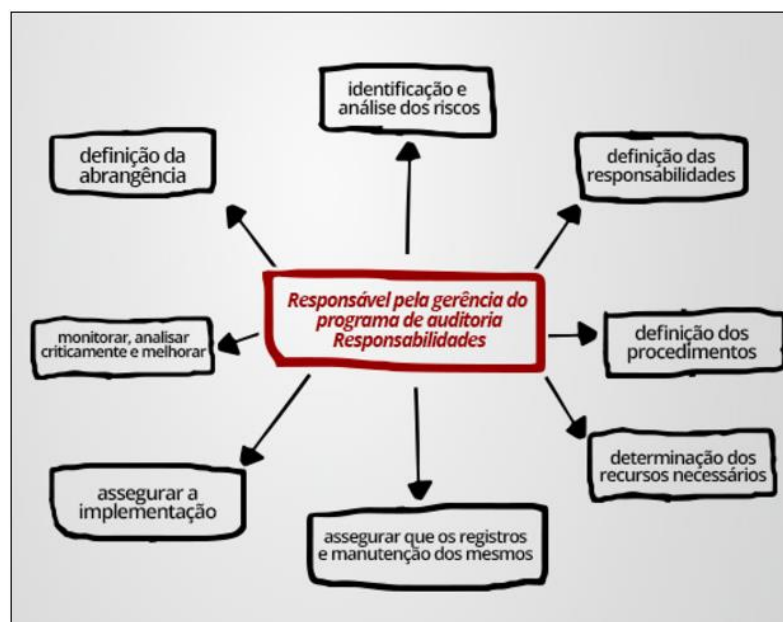 identificação e
análise dos riscos
definição da
abrangência
definição das
responsabilidades
Responsável pela gerência do
programa de auditoria
Responsabilidades
monitorar, analisar
criticamente e melhorar
definição dos
procedimentos
determinação dos
recursos necessários
assegurar a
implementação
assegurar que os registros
e manutenção dos mesmos